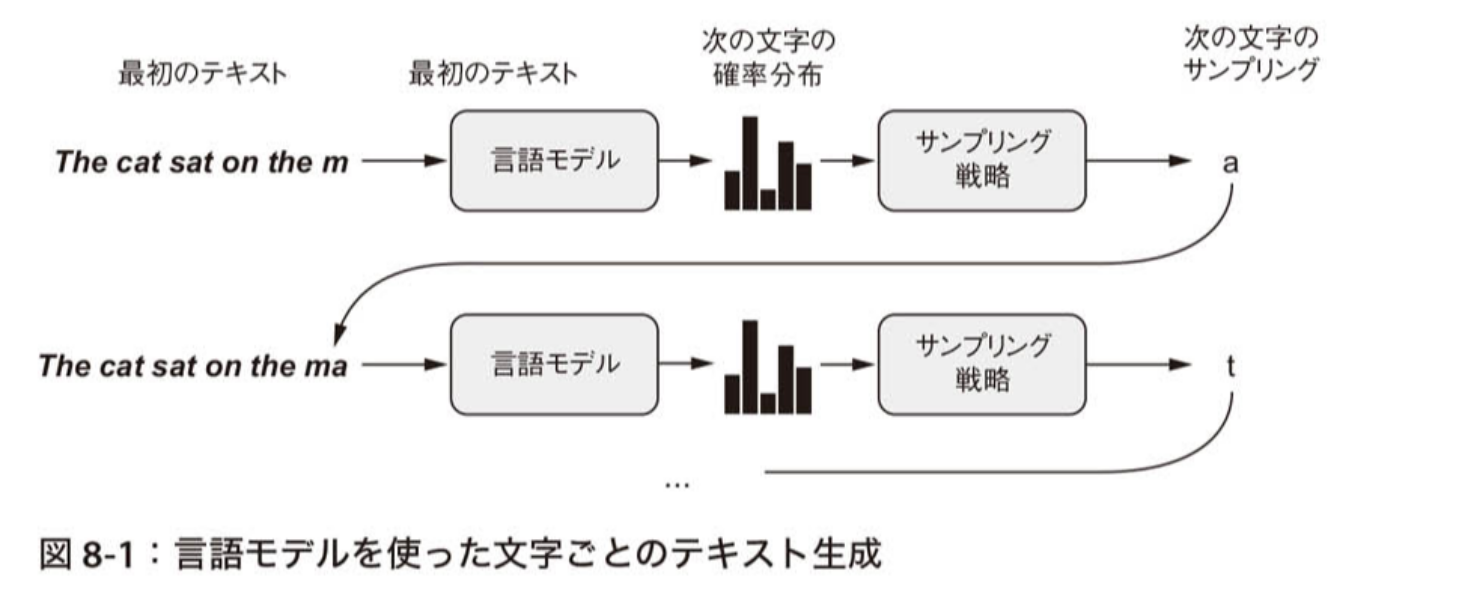 最初のテキスト
最初のテキスト
次の文字の
確率分布
次の文字の
サンプリング
The cat sat on the m
言語モデル
サンプリング
戦略
a
The cat sat on the ma
言語モデル
サンプリング
戦略
t
...
図 8-1：言語モデルを使った文字ごとのテキスト生成